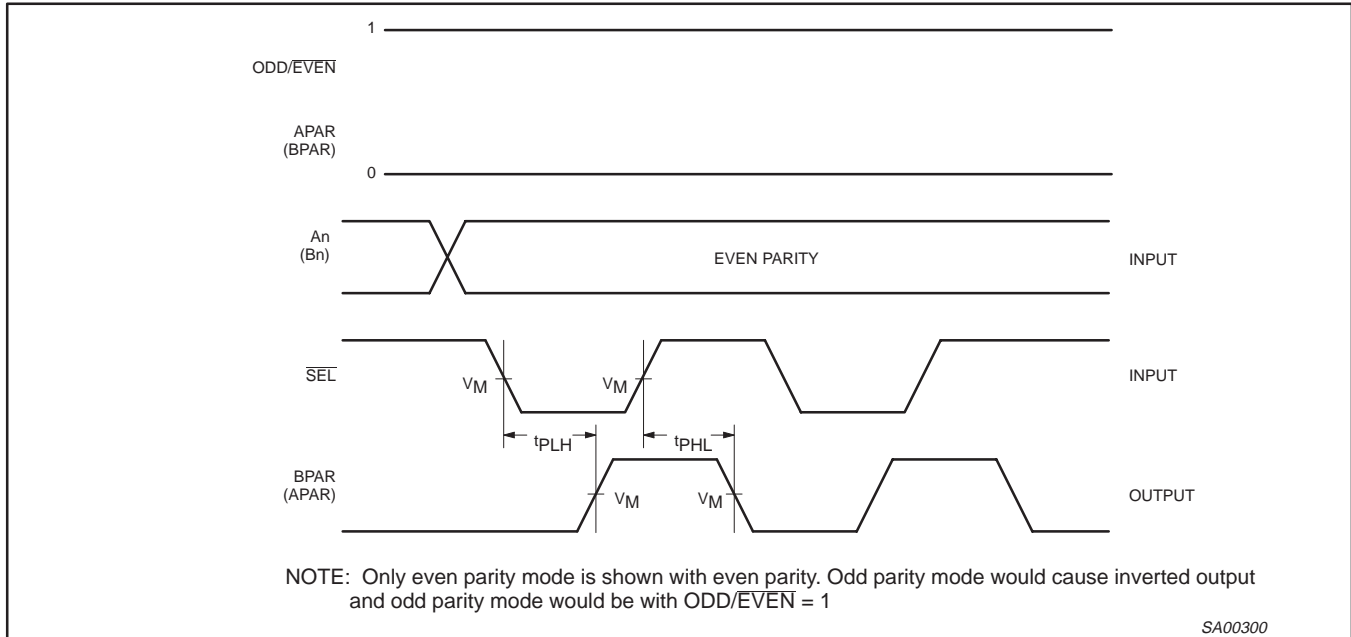 1
ODD/EVEN
APAR
(BPAR)
0
An
(Bn)
EVEN PARITY
INPUT
SEL
VM
VM
INPUT
tPLH
tPHL
BPAR
(APAR)
VM
VM
OUTPUT
NOTE: Only even parity mode is shown with even parity. Odd parity mode would cause inverted output
and odd parity mode would be with ODD/EVEN = 1
SA00300